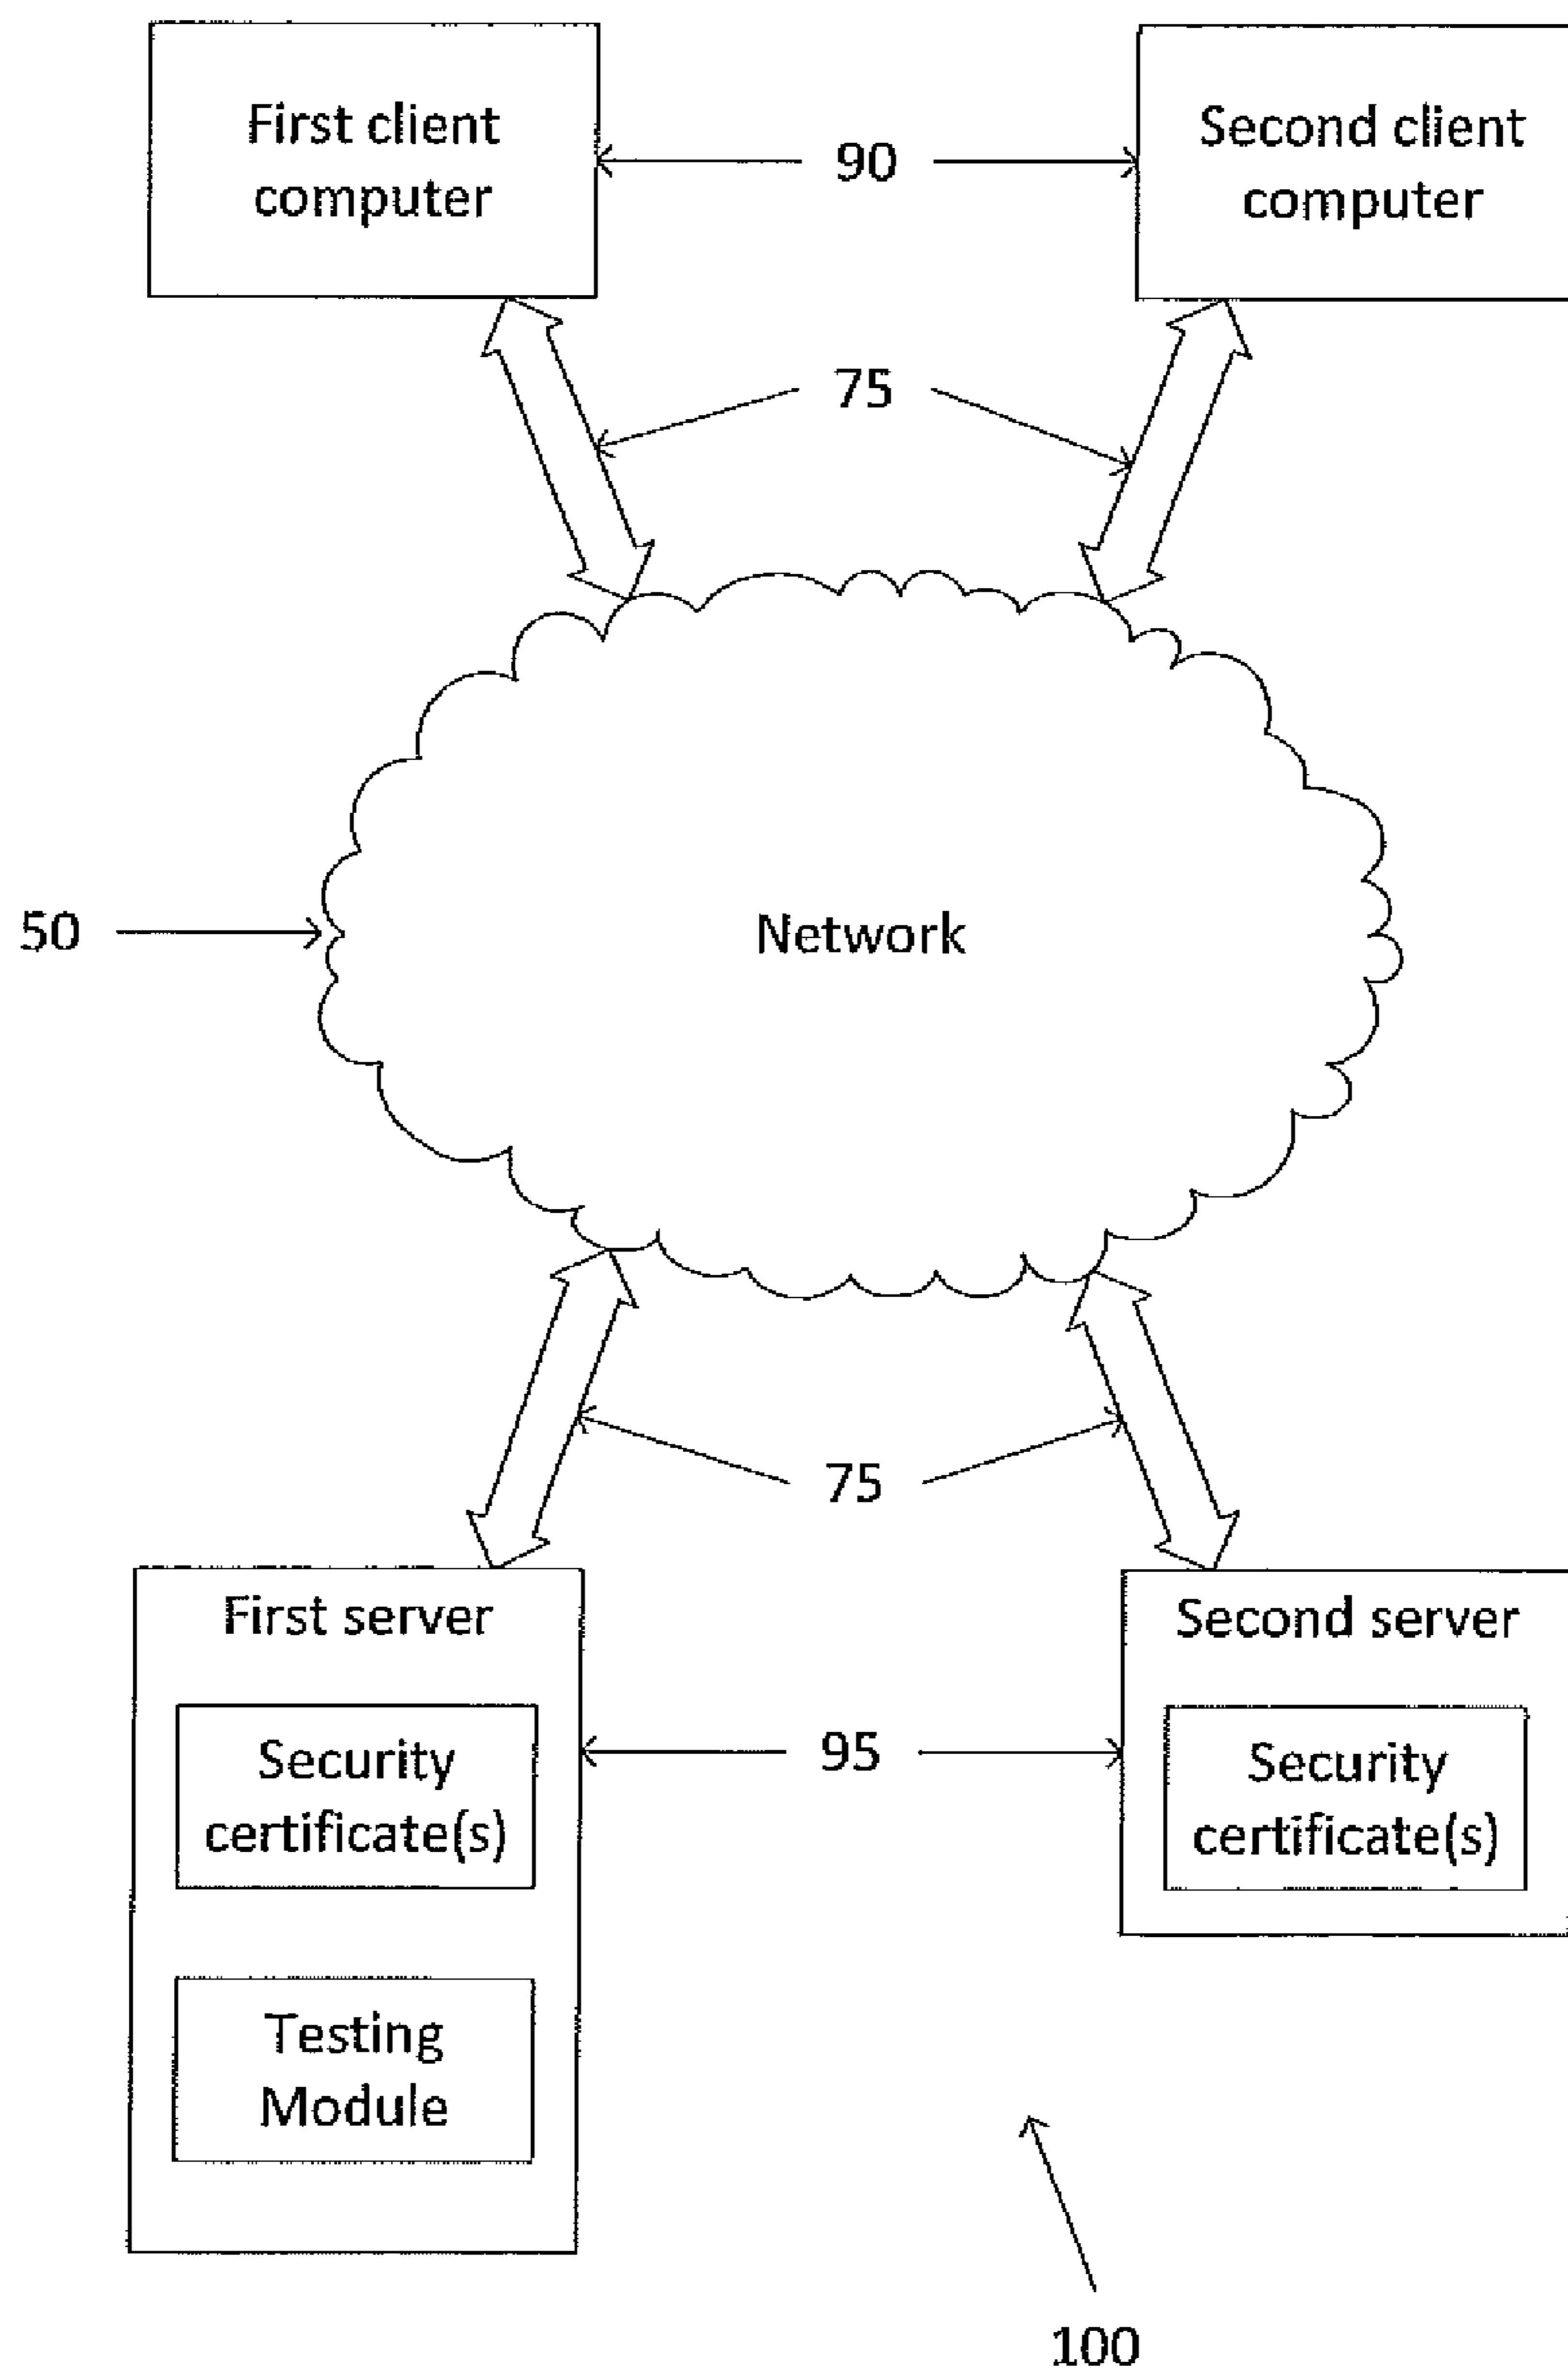 First client
computer
90
Second client
computer
75
50
Network
75
First server
Second server
Security
certificate(s)
95
Security
certificate(s)
Testing
Module
100